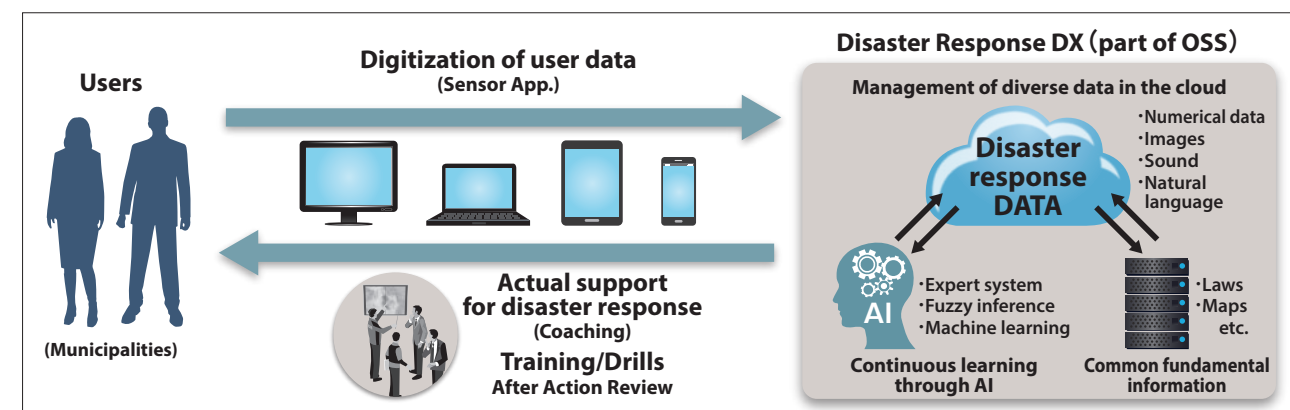 Users
(Municipalities)
Digitization of user data
(Sensor App.)
Actual support
for disaster response
(Coaching)
Training/Drills
After Action Review
Disaster Response DX（part of OSS）
Management of diverse data in the cloud
Disaster
response
DATA
・Numerical data
・Images
・Sound
・Natural
language
AI
・Expert system
・Fuzzy inference
・Machine learning
Continuous learning
through AI
・Laws
・Maps
etc.
Common fundamental
information